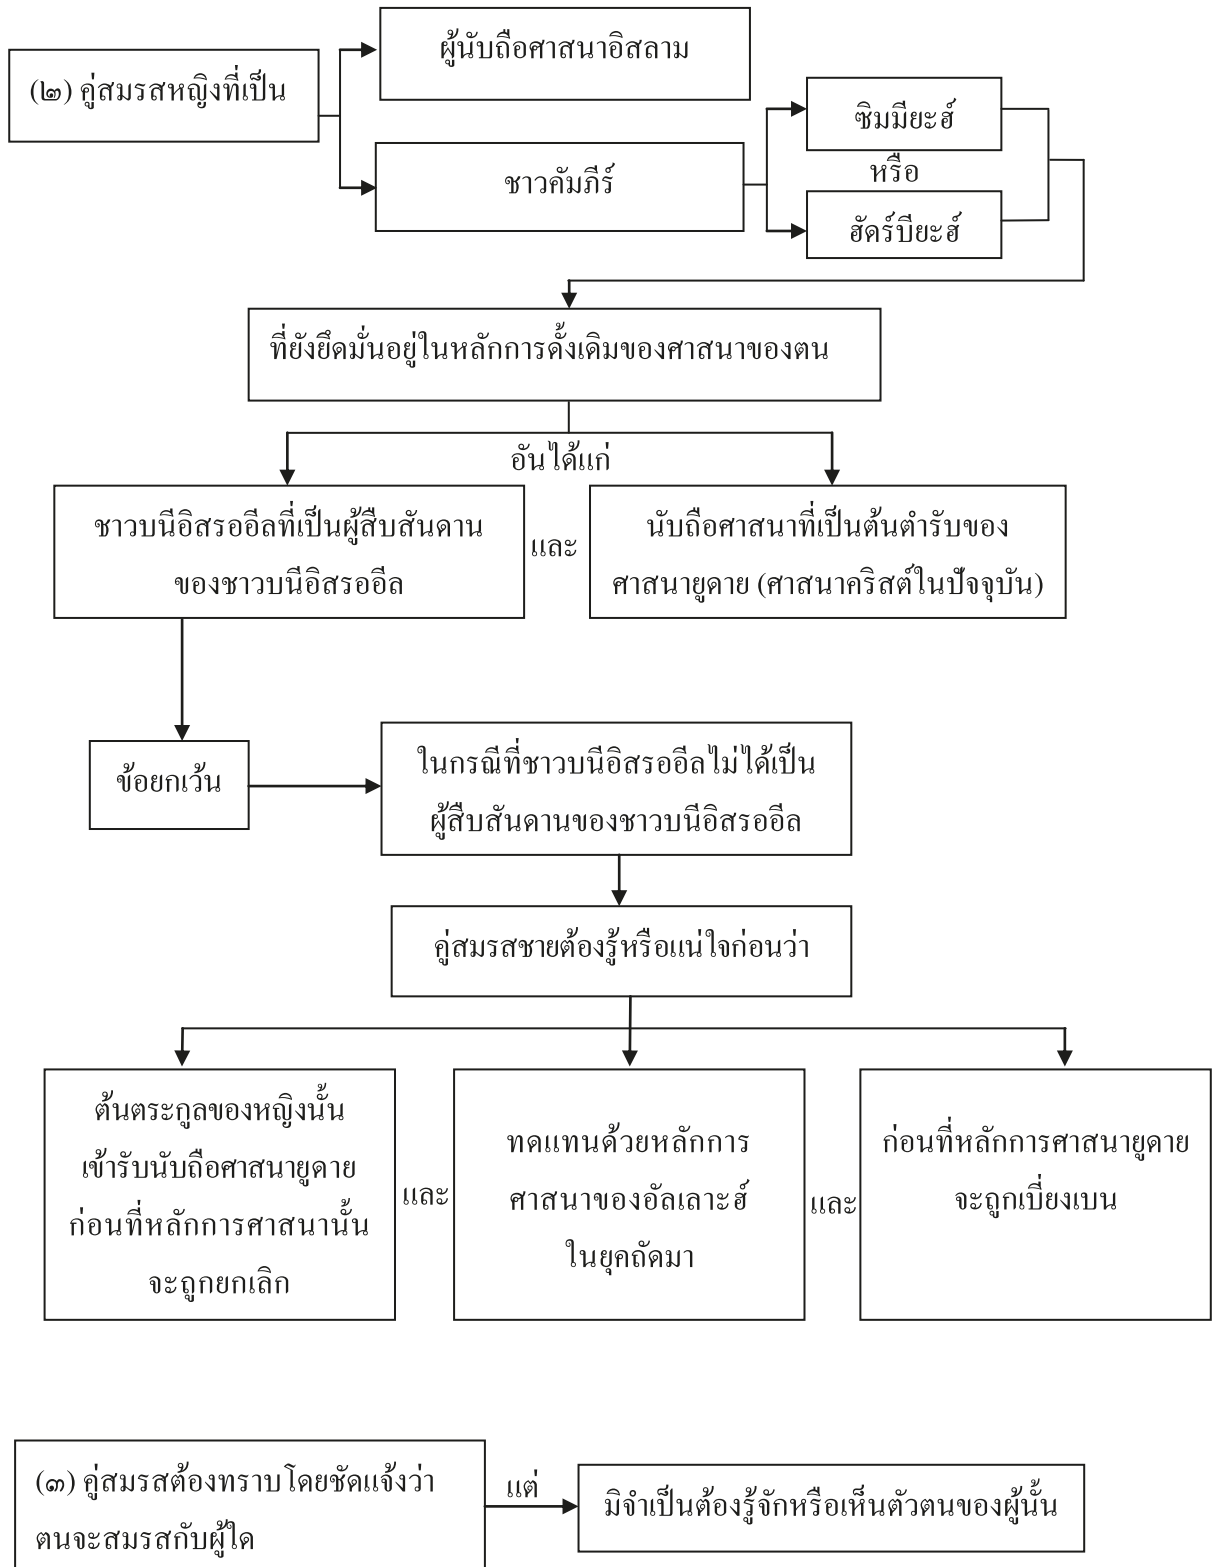 ผู้นับถือศาสนาอิสลาม
(๒) คู่สมรสหญิงที่เป็น
ซิมมียะฮ์
หรือ
ชาวคัมภีร์
ฮัดร์บียะฮ์
ที่ยังยึดมั่นอยู่ในหลักการดั้งเดิมของศาสนาของตน
อันได้แก่
ชาวบนีอิสรออีลที่เป็นผู้สืบสันดาน
ของชาวบนีอิสรออีล
และ
นับถือศาสนาที่เป็นต้นตำรับของ
ศาสนายูดาย (ศาสนาคริสต์ในปัจจุบัน)
ข้อยกเว้น
ในกรณีที่ชาวบนีอิสรออีลไม่ได้เป็น
ผู้สืบสันดานของชาวบนีอิสรออีล
คู่สมรสชายต้องรู้หรือแน่ใจก่อนว่า
ต้นตระกูลของหญิงนั้น
เข้ารับนับถือศาสนายูดาย
ก่อนที่หลักการศาสนานั้น
จะถูกยกเลิก
และ
ทดแทนด้วยหลักการ
ศาสนาของอัลเลาะฮ์
ในยุคถัดมา
และ
ก่อนที่หลักการศาสนายูดาย
จะถูกเบี่ยงเบน
(๓) คู่สมรสต้องทราบโดยชัดแจ้งว่า
ตนจะสมรสกับผู้ใด
แต่
มิจำเป็นต้องรู้จักหรือเห็นตัวตนของผู้นั้น